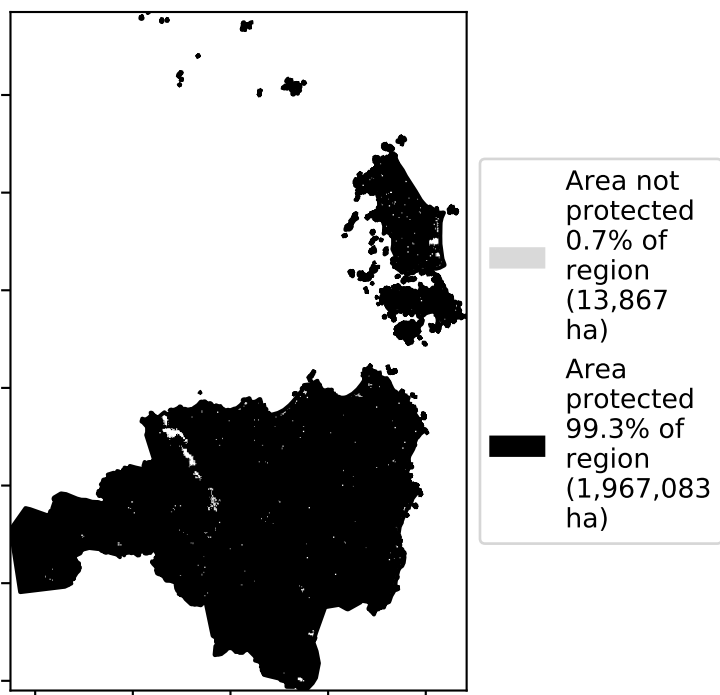 Area not
protected
0.7% of
region
(13,867
ha)
Area
protected
99.3% of
region
(1,967,083
ha)